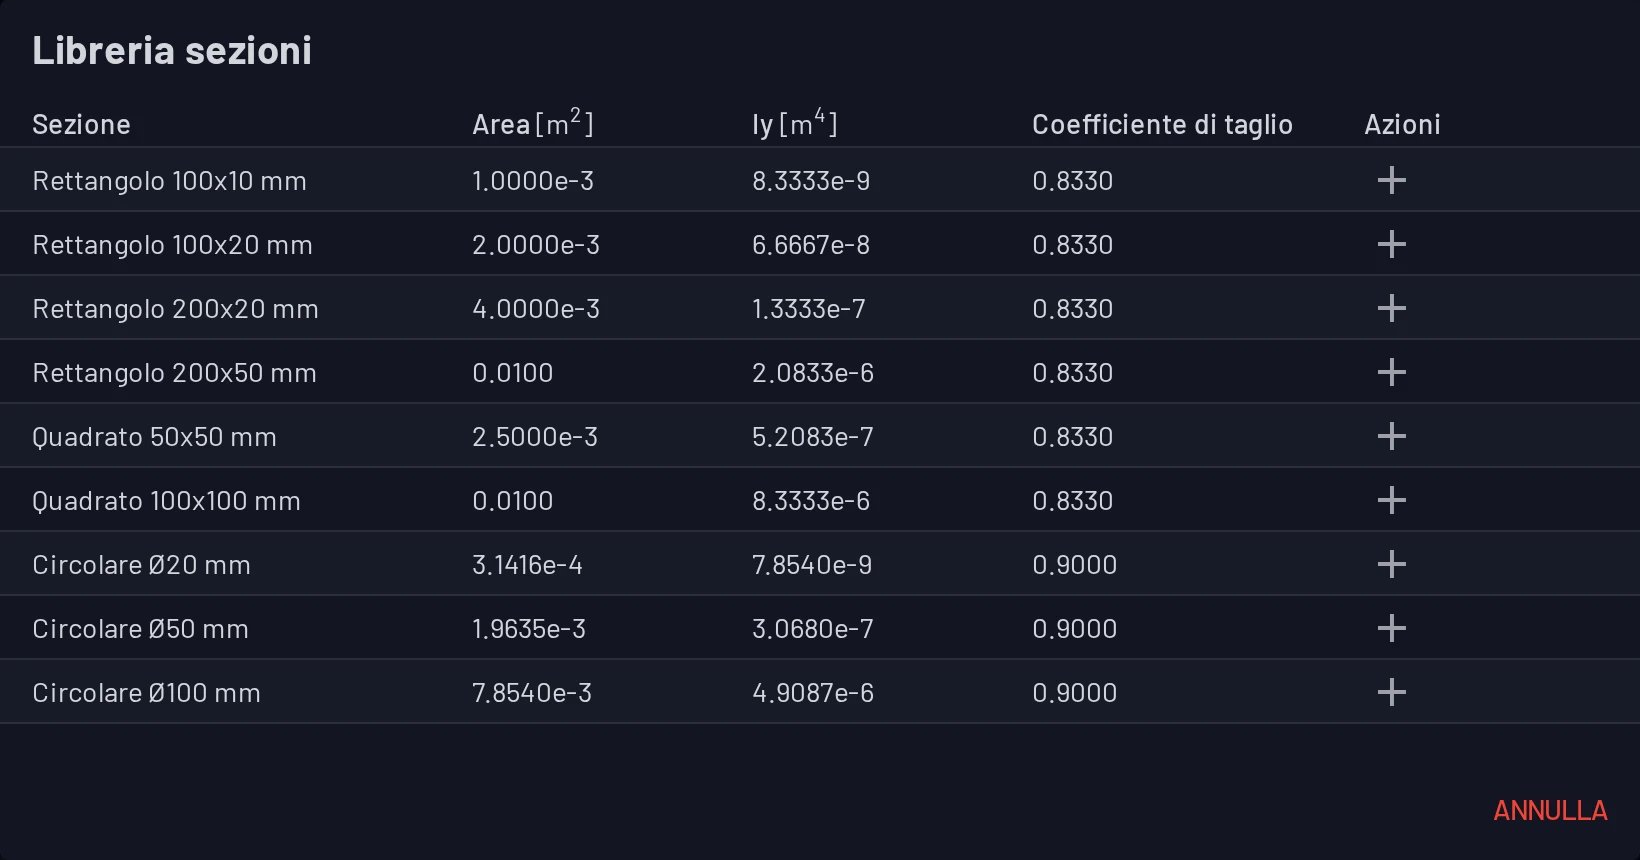 Libreria sezioni
Sezione Area [m²] Iy [m⁴] Coefficiente di taglio Azioni
Rettangolo 100x10 mm 1.0000e-3 8.3333e-9 0.8330
Rettangolo 100x20 mm 2.0000e-3 6.6667e-8 0.8330
Rettangolo 200x20 mm 4.0000e-3 1.3333e-7 0.8330
Rettangolo 200x50 mm 0.0100 2.0833e-6 0.8330
Quadrato 50x50 mm 2.5000e-3 5.2083e-7 0.8330
Quadrato 100x100 mm 0.0100 8.3333e-6 0.8330
Circolare Ø20 mm 3.1416e-4 7.8540e-9 0.9000
Circolare Ø50 mm 1.9635e-3 3.0680e-7 0.9000
Circolare Ø100 mm 7.8540e-3 4.9087e-6 0.9000
ANNULLA